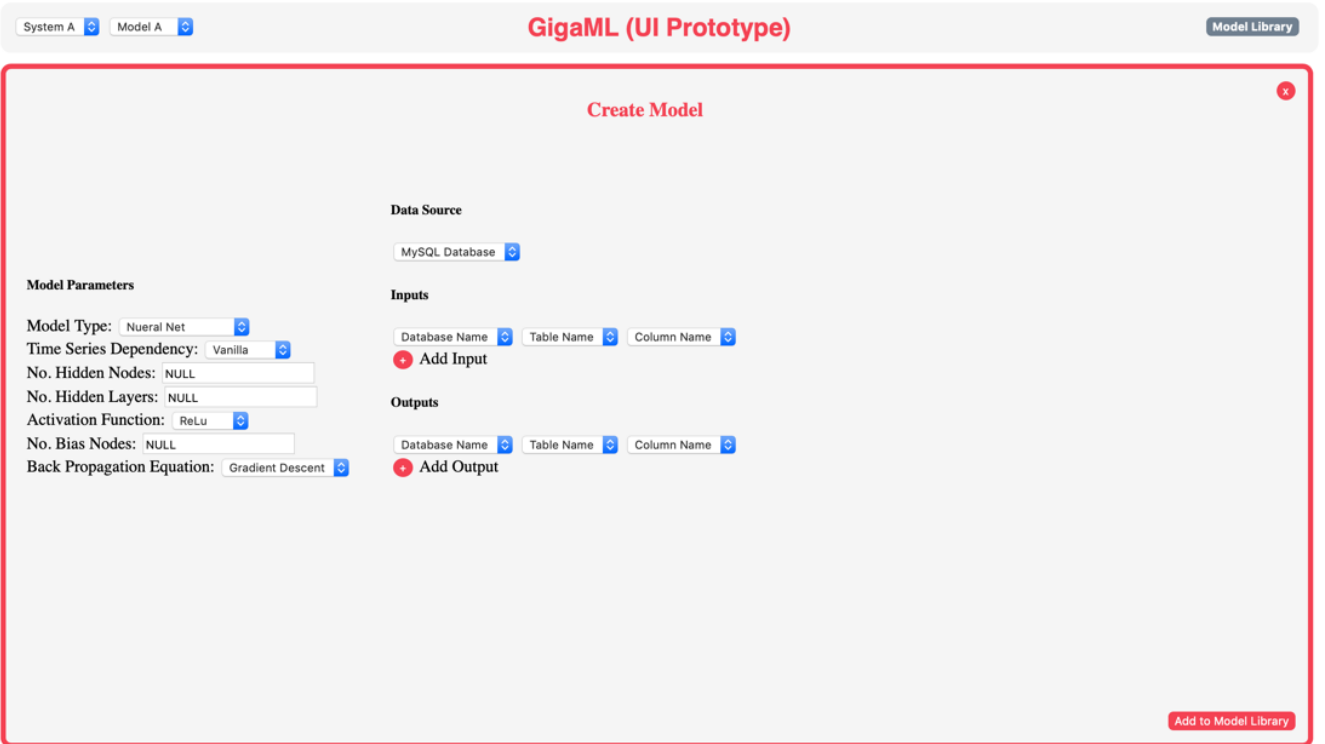 System A Model A GigaML (UI Prototype) Model Library
x
Create Model
Model Parameters
Model Type: Nueral Net
Time Series Dependency: Vanilla
No. Hidden Nodes: NULL
No. Hidden Layers: NULL
Activation Function: ReLu
No. Bias Nodes: NULL
Back Propagation Equation: Gradient Descent
Data Source
MySQL Database
Inputs
Database Name Table Name Column Name
+ Add Input
Outputs
Database Name Table Name Column Name
+ Add Output
Add to Model Library